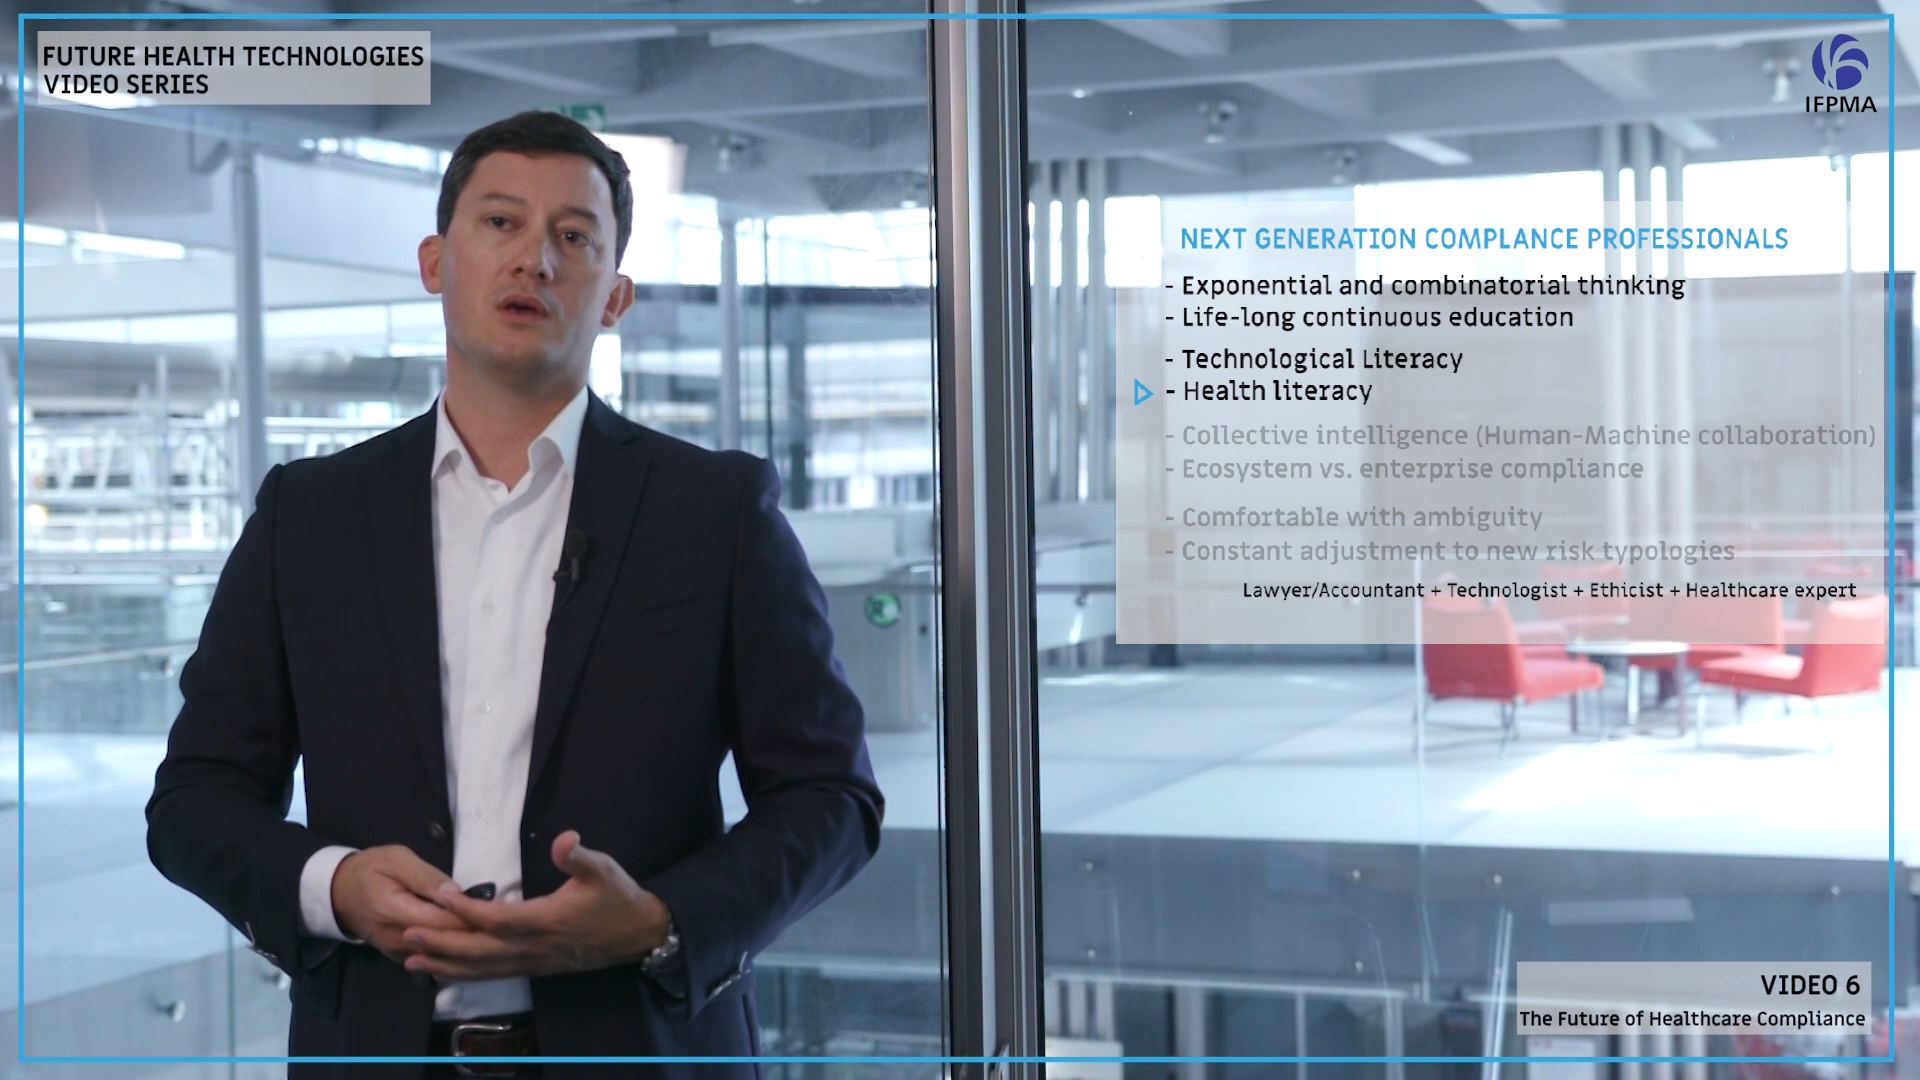 FUTURE HEALTH TECHNOLOGIES
VIDEO SERIES
IFPMA
NEXT GENERATION COMPLANCE PROFESSIONALS
- Exponential and combinatorial thinking
- Life-long continuous education
- Technological Literacy
- Health literacy
- Collective intelligence (Human-Machine collaboration)
- Ecosystem vs. enterprise compliance
- Comfortable with ambiguity
- Constant adjustment to new risk typologies
Lawyer/Accountant + Technologist + Ethicist + Healthcare expert
VIDEO 6
The Future of Healthcare Compliance